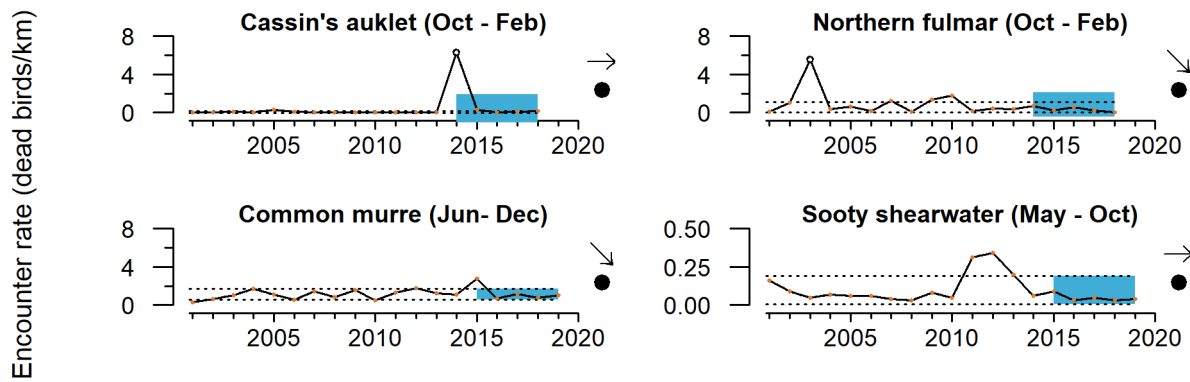 Encounter rate (dead birds/km)
Cassin's auklet (Oct - Feb)
8
4
0
2005 2010 2015 2020
Northern fulmar (Oct - Feb)
8
4
0
2005 2010 2015 2020
Common murre (Jun- Dec)
8
4
0
2005 2010 2015 2020
Sooty shearwater (May - Oct)
0.50
0.25
0.00
2005 2010 2015 2020